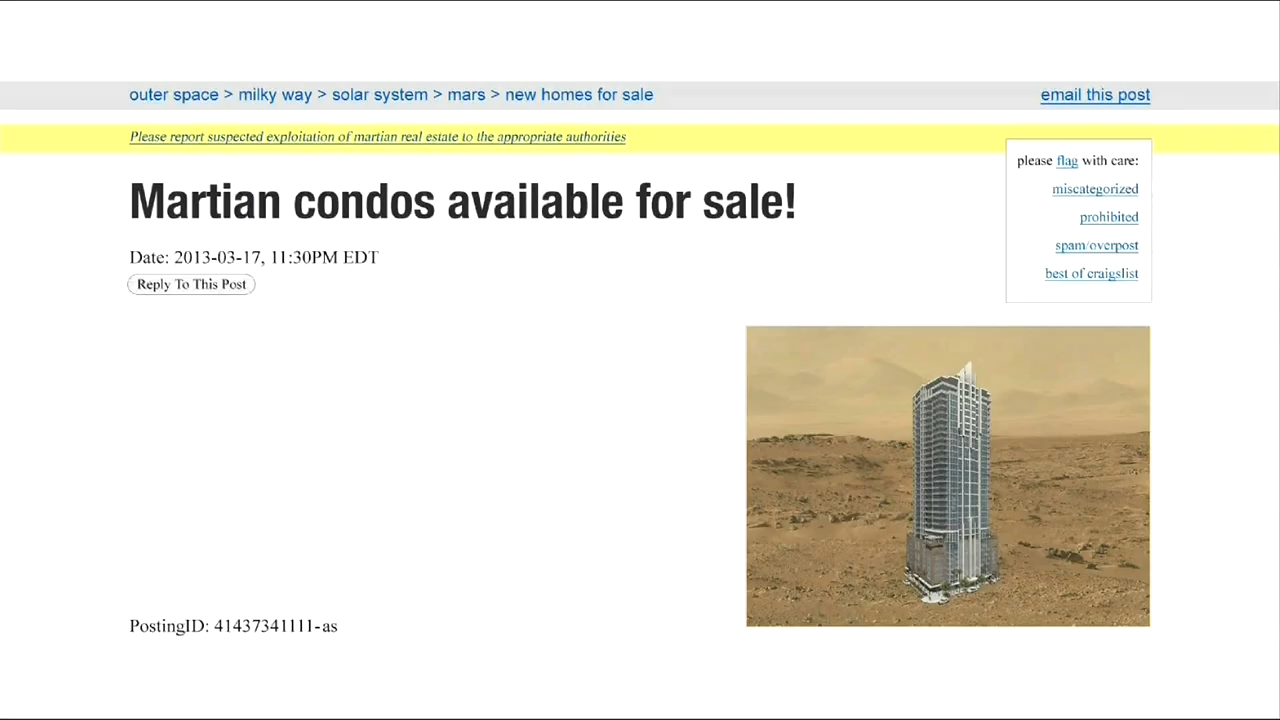 outer space > milky way > solar system > mars > new homes for sale
email this post
Please report suspected exploitation of martian real estate to the appropriate authorities
please flag with care:
miscategorized
prohibited
spam/overpost
best of craigslist
Martian condos available for sale!
Date: 2013-03-17, 11:30PM EDT
Reply To This Post
PostingID: 41437341111-as